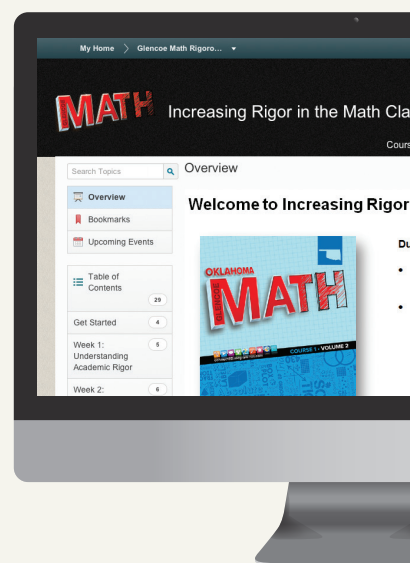 My Home > Glencoe Math Rigoro...
MATH Increasing Rigor in the Math Cla
Cours
Search Topics
Overview
Welcome to Increasing Rigor
Overview
Bookmarks
Upcoming Events
Table of
Contents
29
Get Started 4
Week 1: 5
Understanding
Academic Rigor
Week 2: 6
Du
OKLAHOMA
GLENCOE
MATH
COURSE 1 • VOLUME 2